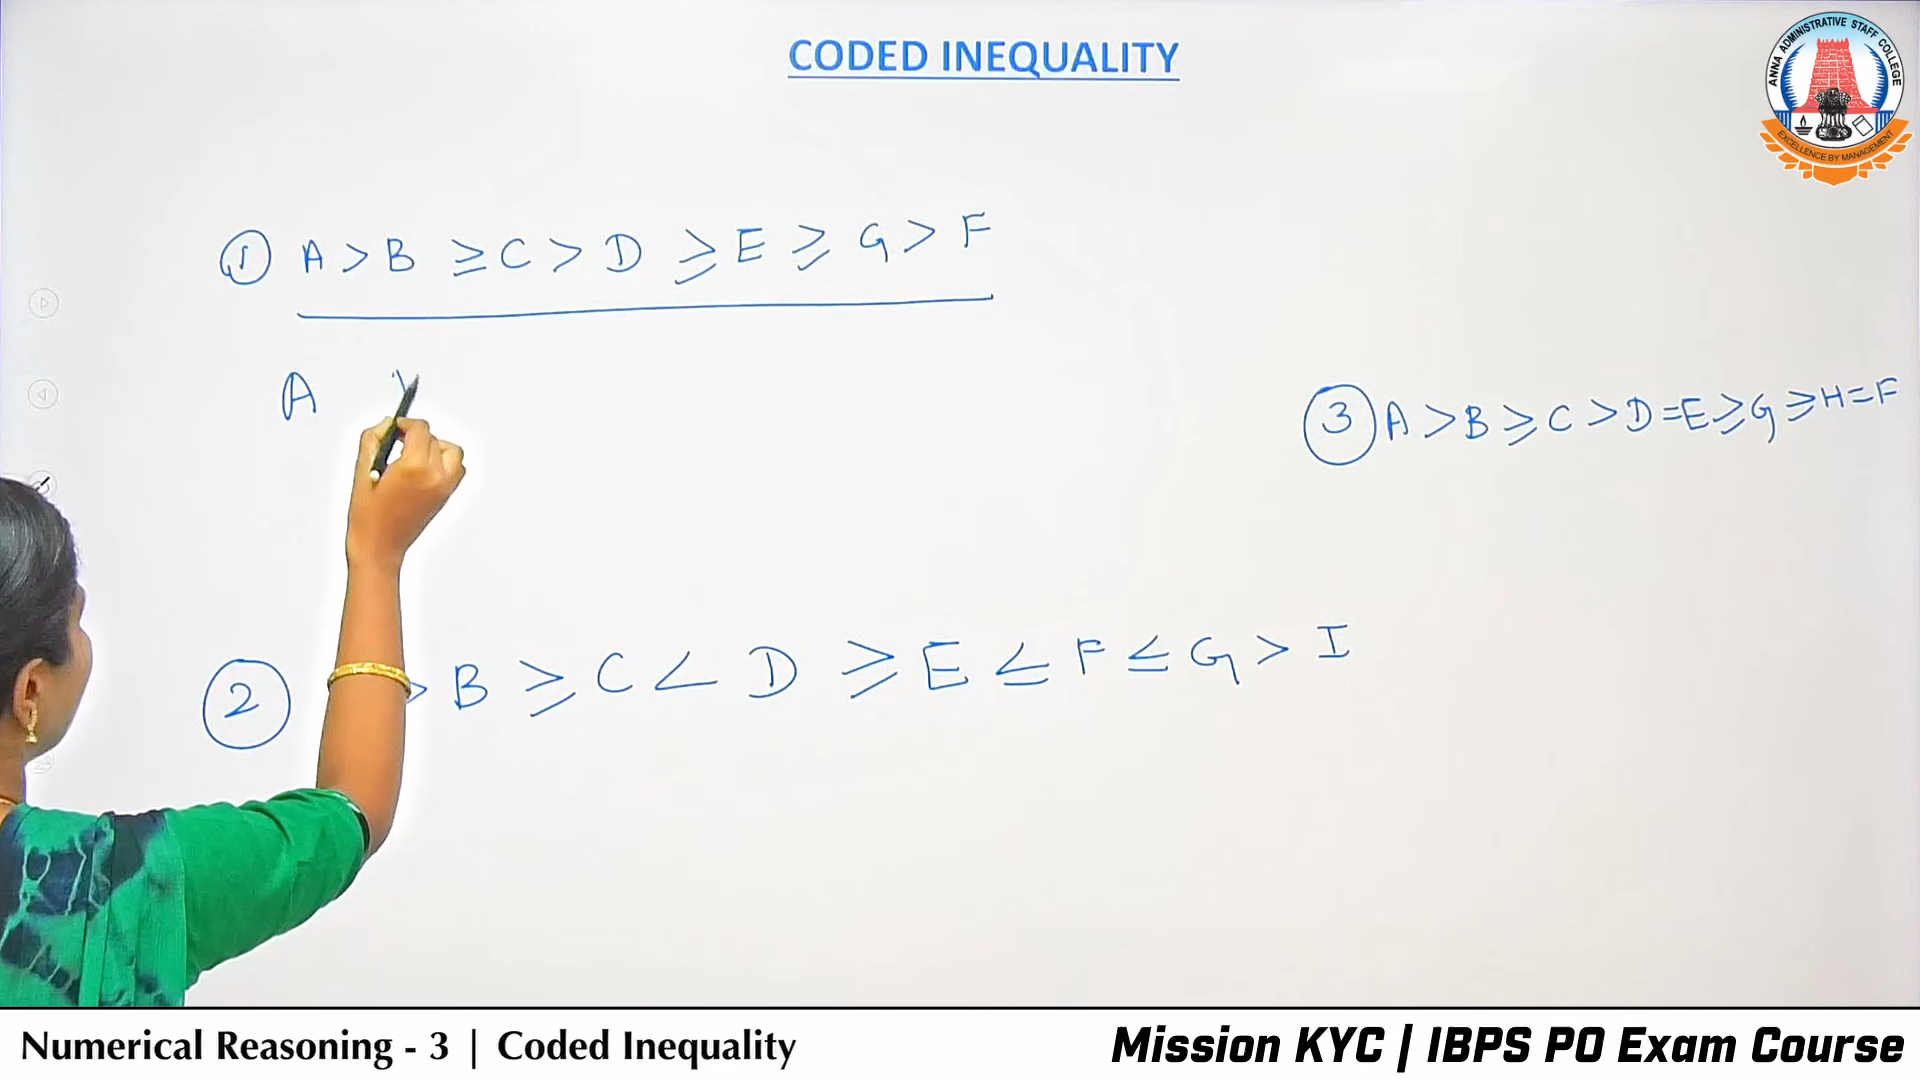 CODED INEQUALITY
ANNA ADMINISTRATIVE STAFF COLLEGE
EXCELLENCE BY MANAGEMENT
① A > B ≥ C > D ≥ E ≥ G > F
A
③ A > B ≥ C > D = E ≥ G ≥ H = F
② > B ≥ C < D ≥ E ≤ F ≤ G > I
Numerical Reasoning - 3 | Coded Inequality
Mission KYC | IBPS PO Exam Course